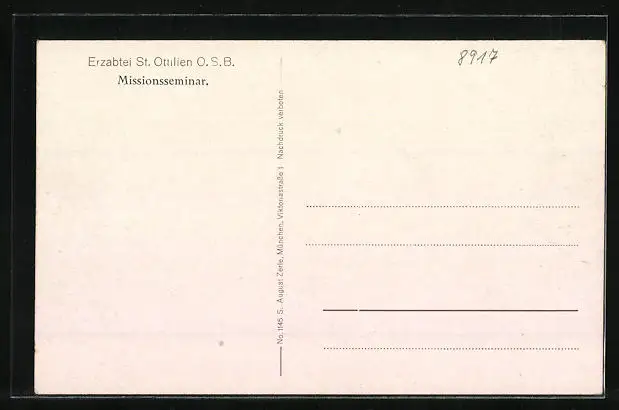 Erzabtei St. Ottilien O. S. B.
Missionsseminar.
8917
No. 1145 S. August Zerle, München, Viktoriastraße 1 Nachdruck verboten